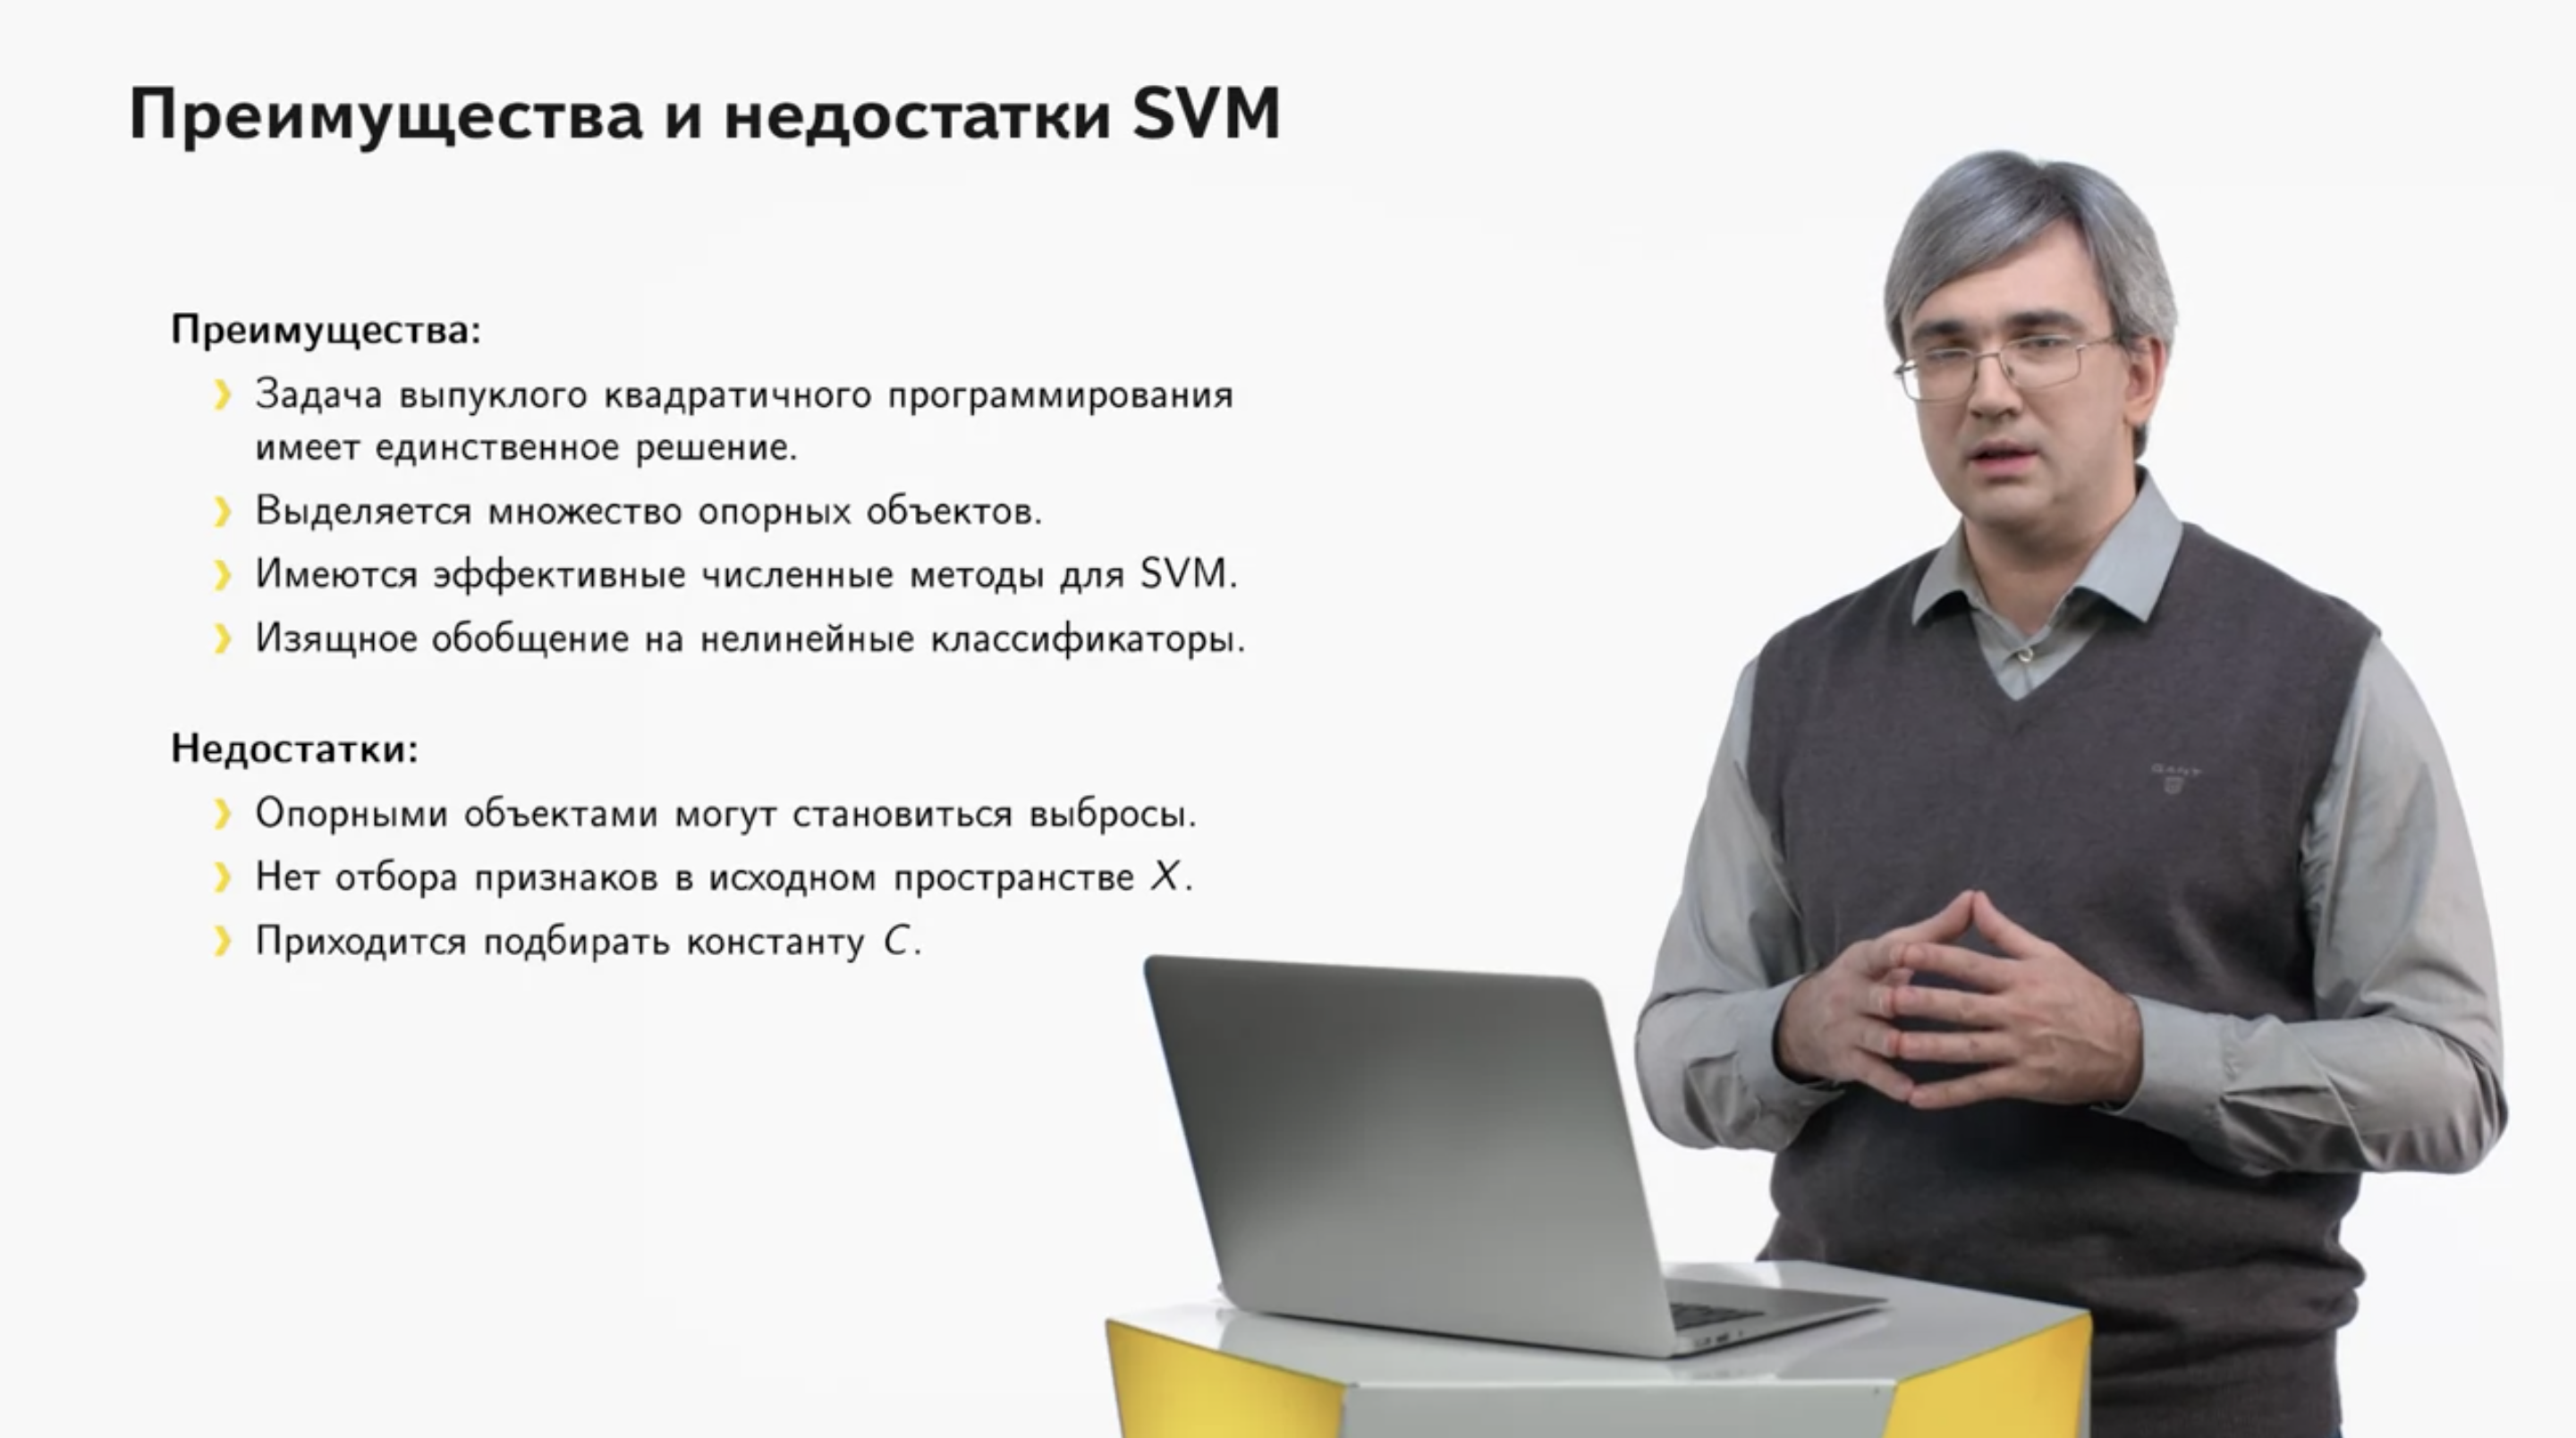 Преимущества и недостатки SVM
Преимущества:
Задача выпуклого квадратичного программирования
имеет единственное решение.
Выделяется множество опорных объектов.
Имеются эффективные численные методы для SVM.
Изящное обобщение на нелинейные классификаторы.
Недостатки:
Опорными объектами могут становиться выбросы.
Нет отбора признаков в исходном пространстве X.
Приходится подбирать константу C.
GANT